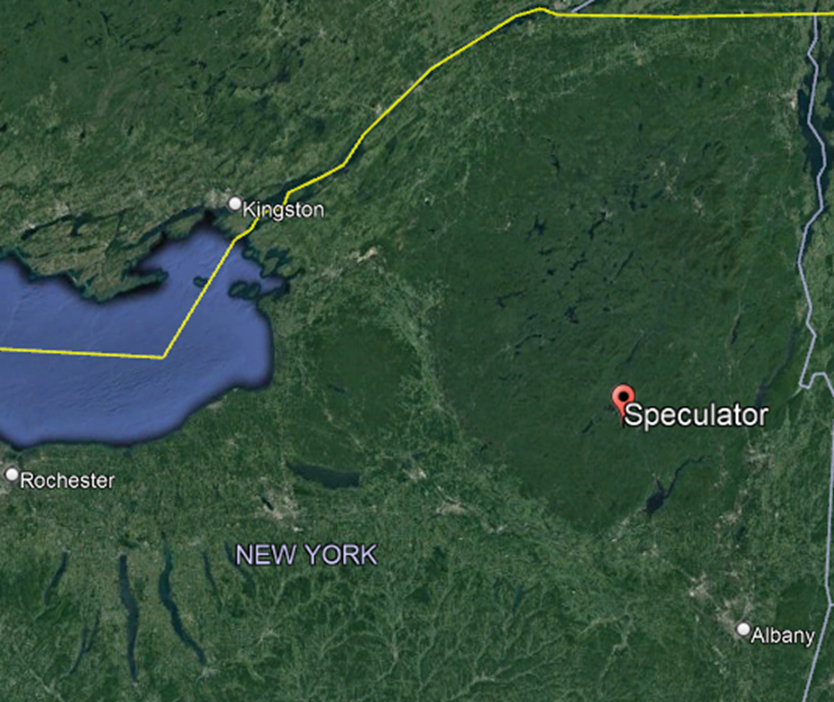 Kingston
Speculator
Rochester
NEW YORK
Albany